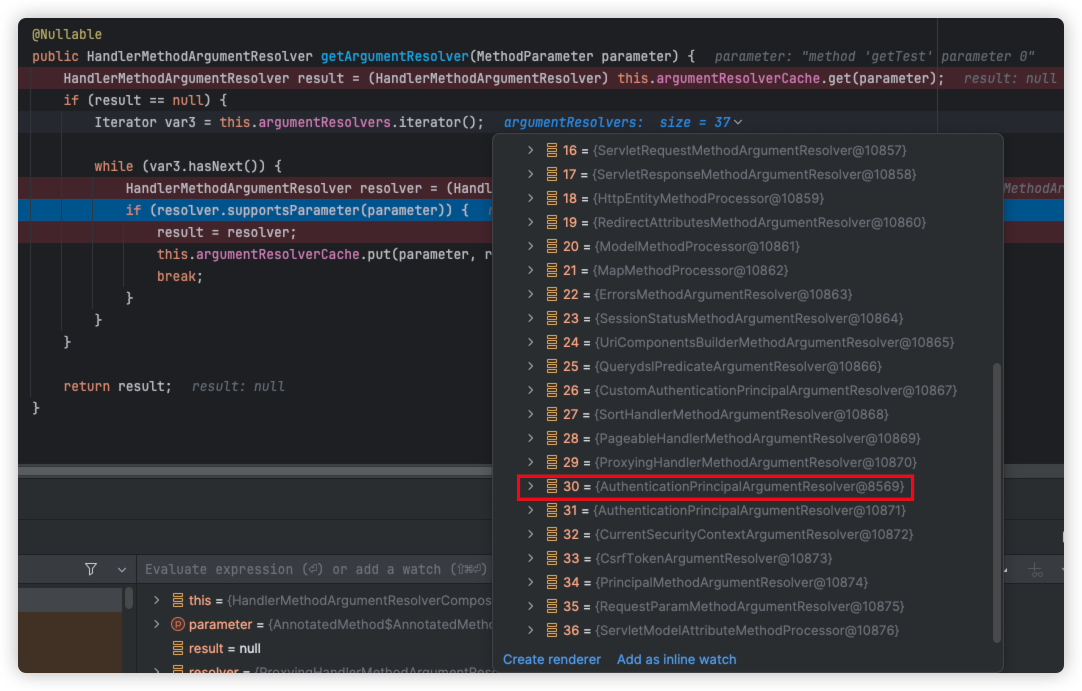 @Nullable
public HandlerMethodArgumentResolver getArgumentResolver(MethodParameter parameter) { parameter: "method 'getTest' parameter 0"
HandlerMethodArgumentResolver result = (HandlerMethodArgumentResolver) this.argumentResolverCache.get(parameter); result: null
if (result == null) {
Iterator var3 = this.argumentResolvers.iterator(); argumentResolvers: size = 37
while (var3.hasNext()) {
HandlerMethodArgumentResolver resolver = (Handl
if (resolver.supportsParameter(parameter)) {
result = resolver;
this.argumentResolverCache.put(parameter, r
break;
}
}
}
return result; result: null
}
16 = {ServletRequestMethodArgumentResolver@10857}
17 = {ServletResponseMethodArgumentResolver@10858}
18 = {HttpEntityMethodProcessor@10859}
19 = {RedirectAttributesMethodArgumentResolver@10860}
20 = {ModelMethodProcessor@10861}
21 = {MapMethodProcessor@10862}
22 = {ErrorsMethodArgumentResolver@10863}
23 = {SessionStatusMethodArgumentResolver@10864}
24 = {UriComponentsBuilderMethodArgumentResolver@10865}
25 = {QuerydslPredicateArgumentResolver@10866}
26 = {CustomAuthenticationPrincipalArgumentResolver@10867}
27 = {SortHandlerMethodArgumentResolver@10868}
28 = {PageableHandlerMethodArgumentResolver@10869}
29 = {ProxyingHandlerMethodArgumentResolver@10870}
30 = {AuthenticationPrincipalArgumentResolver@8569}
31 = {AuthenticationPrincipalArgumentResolver@10871}
32 = {CurrentSecurityContextArgumentResolver@10872}
33 = {CsrfTokenArgumentResolver@10873}
34 = {PrincipalMethodArgumentResolver@10874}
35 = {RequestParamMethodArgumentResolver@10875}
36 = {ServletModelAttributeMethodProcessor@10876}
Create renderer Add as inline watch
Evaluate expression (⏎) or add a watch (⇧⌘⏎)
this = {HandlerMethodArgumentResolverCompos
parameter = {AnnotatedMethod$AnnotatedMetho
result = null
resolver = {ProxyingHandlerMethodArgumentReso